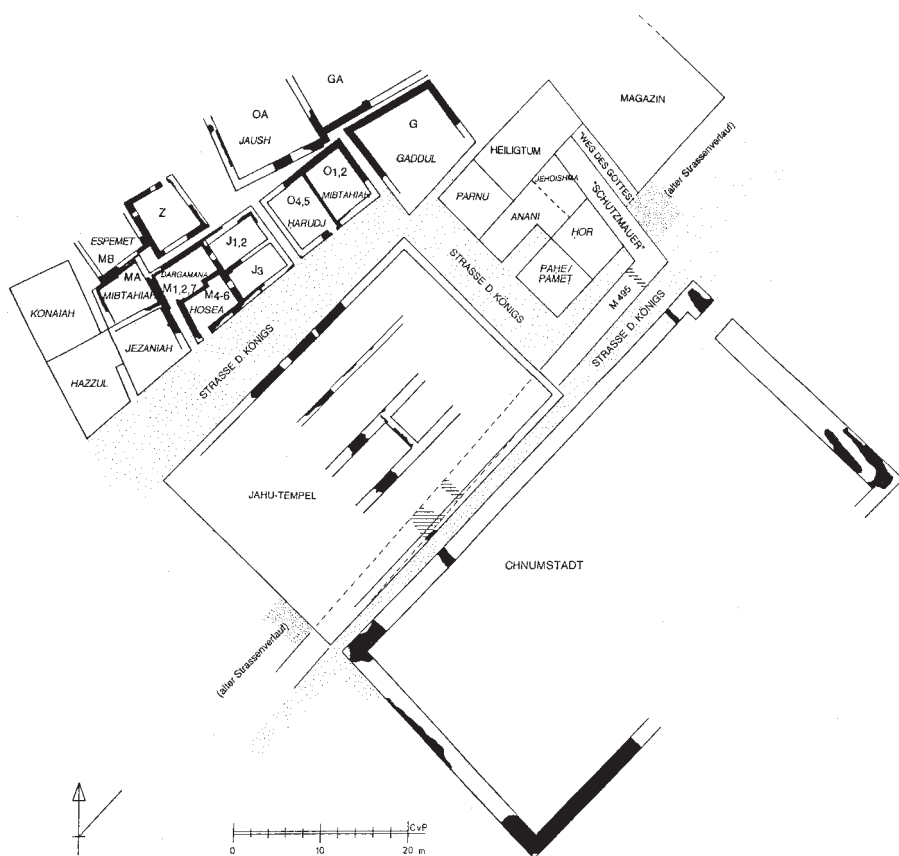 GA
MAGAZIN
OA
JAUSH
G
GADDUL
HEILIGTUM
"WEG DES GOTTES"
(alter Strassenverlauf)
O1,2
MIBTAHIAH
O4,5
HARUDJ
PARNU
JEHOISHMA
"SCHUTZMAUER"
ANANI
HOR
PAHE/
PAMET
Z
ESPEMET
M8
MA
MIBTAHIAH
DARGAMANA
M1,2,7
J1,2
J3
M4-6
HOSEA
KONAIAH
JEZANIAH
HAZZUL
STRASSE D. KÖNIGS
STRASSE D. KÖNIGS
M 495
STRASSE D. KÖNIGS
JAHU-TEMPEL
CHNUMSTADT
(alter Strassenverlauf)
CvP
0 10 20 m